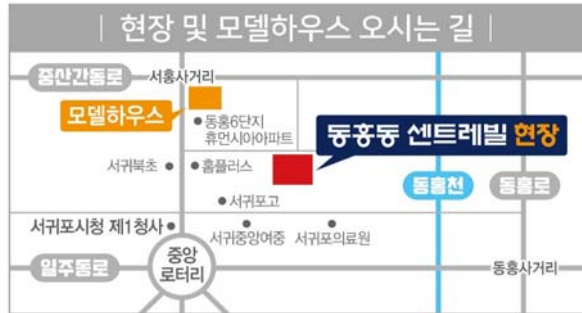 현장 및 모델하우스 오시는 길
중산간동로
서홍사거리
모델하우스
동홍6단지
휴먼시아아파트
동홍동 센트레빌 현장
서귀북초
홈플러스
동홍천
동홍로
서귀포고
서귀포시청 제1청사
서귀중앙여중
서귀포의료원
중앙
로터리
일주동로
동홍사거리